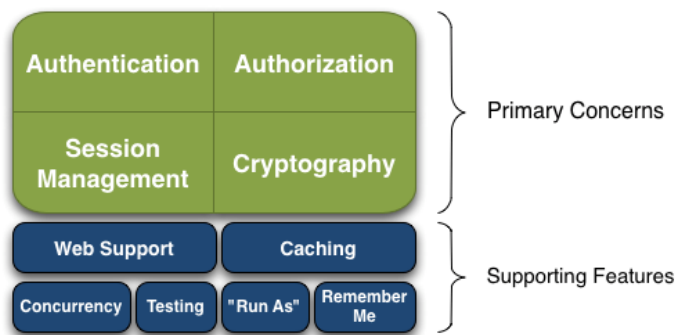 Authentication
Authorization
Primary Concerns
Session
Management
Cryptography
Web Support
Caching
Supporting Features
Concurrency
Testing
"Run As"
Remember
Me